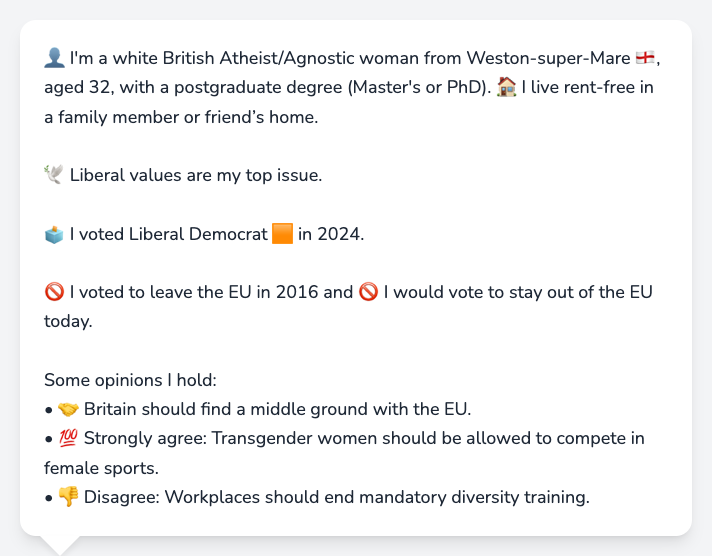 👤 I'm a white British Atheist/Agnostic woman from Weston-super-Mare 🏴󠁧󠁢󠁥󠁮󠁧󠁿,
aged 32, with a postgraduate degree (Master's or PhD). 🏠 I live rent-free in
a family member or friend’s home.
🕊️ Liberal values are my top issue.
🗳️ I voted Liberal Democrat 🟧 in 2024.
🚫 I voted to leave the EU in 2016 and 🚫 I would vote to stay out of the EU
today.
Some opinions I hold:
• 🤝 Britain should find a middle ground with the EU.
• 💯 Strongly agree: Transgender women should be allowed to compete in
female sports.
• 👎 Disagree: Workplaces should end mandatory diversity training.